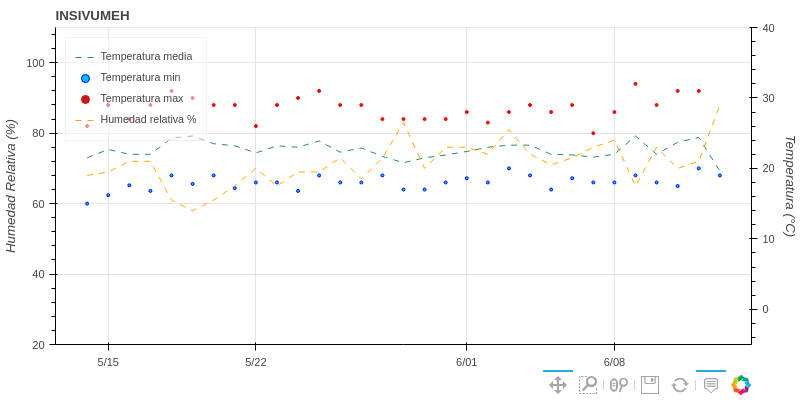 INSIVUMEH
Temperatura media
Temperatura min
Temperatura max
Humedad relativa %
Humedad Relativa (%)
100
80
60
40
20
40
30
20
10
0
Temperatura (°C)
5/15
5/22
6/01
6/08